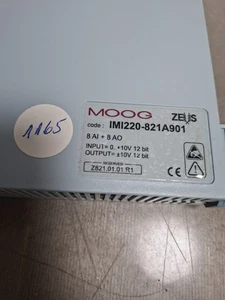 MOOG ZEUS
code: IMI220-821A901
8 AI + 8 AO
INPUT= 0..+10V 12 bit
OUTPUT= ±10V 12 bit
RESERVED
Z821.01.01 R1
1165